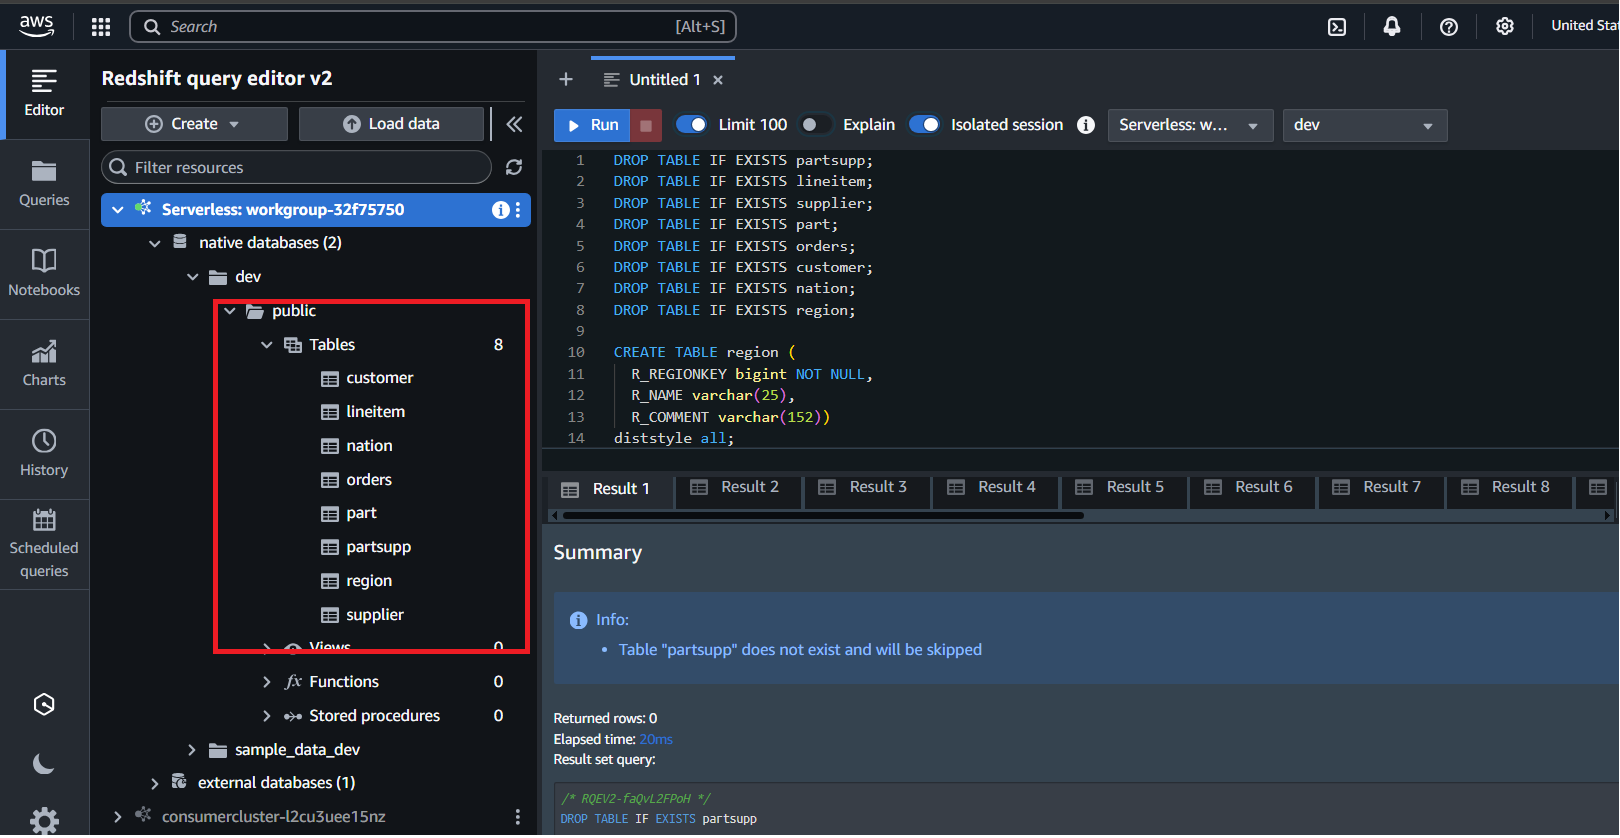 aws
Search
[Alt+S]
United Stat
Editor
Queries
Notebooks
Charts
History
Scheduled
queries
Redshift query editor v2
Create
Load data
Filter resources
Serverless: workgroup-32f75750
native databases (2)
dev
public
Tables 8
customer
lineitem
nation
orders
part
partsupp
region
supplier
Views 0
fx Functions 0
Stored procedures 0
sample_data_dev
external databases (1)
consumercluster-l2cu3uee15nz
+ Untitled 1 ×
Run Limit 100 Explain Isolated session Serverless: w... dev
1 DROP TABLE IF EXISTS partsupp;
2 DROP TABLE IF EXISTS lineitem;
3 DROP TABLE IF EXISTS supplier;
4 DROP TABLE IF EXISTS part;
5 DROP TABLE IF EXISTS orders;
6 DROP TABLE IF EXISTS customer;
7 DROP TABLE IF EXISTS nation;
8 DROP TABLE IF EXISTS region;
9
10 CREATE TABLE region (
11 R_REGIONKEY bigint NOT NULL,
12 R_NAME varchar(25),
13 R_COMMENT varchar(152))
14 diststyle all;
Result 1 Result 2 Result 3 Result 4 Result 5 Result 6 Result 7 Result 8
Summary
Info:
• Table "partsupp" does not exist and will be skipped
Returned rows: 0
Elapsed time: 20ms
Result set query:
/* RQEV2-faQvL2FPoH */
DROP TABLE IF EXISTS partsupp